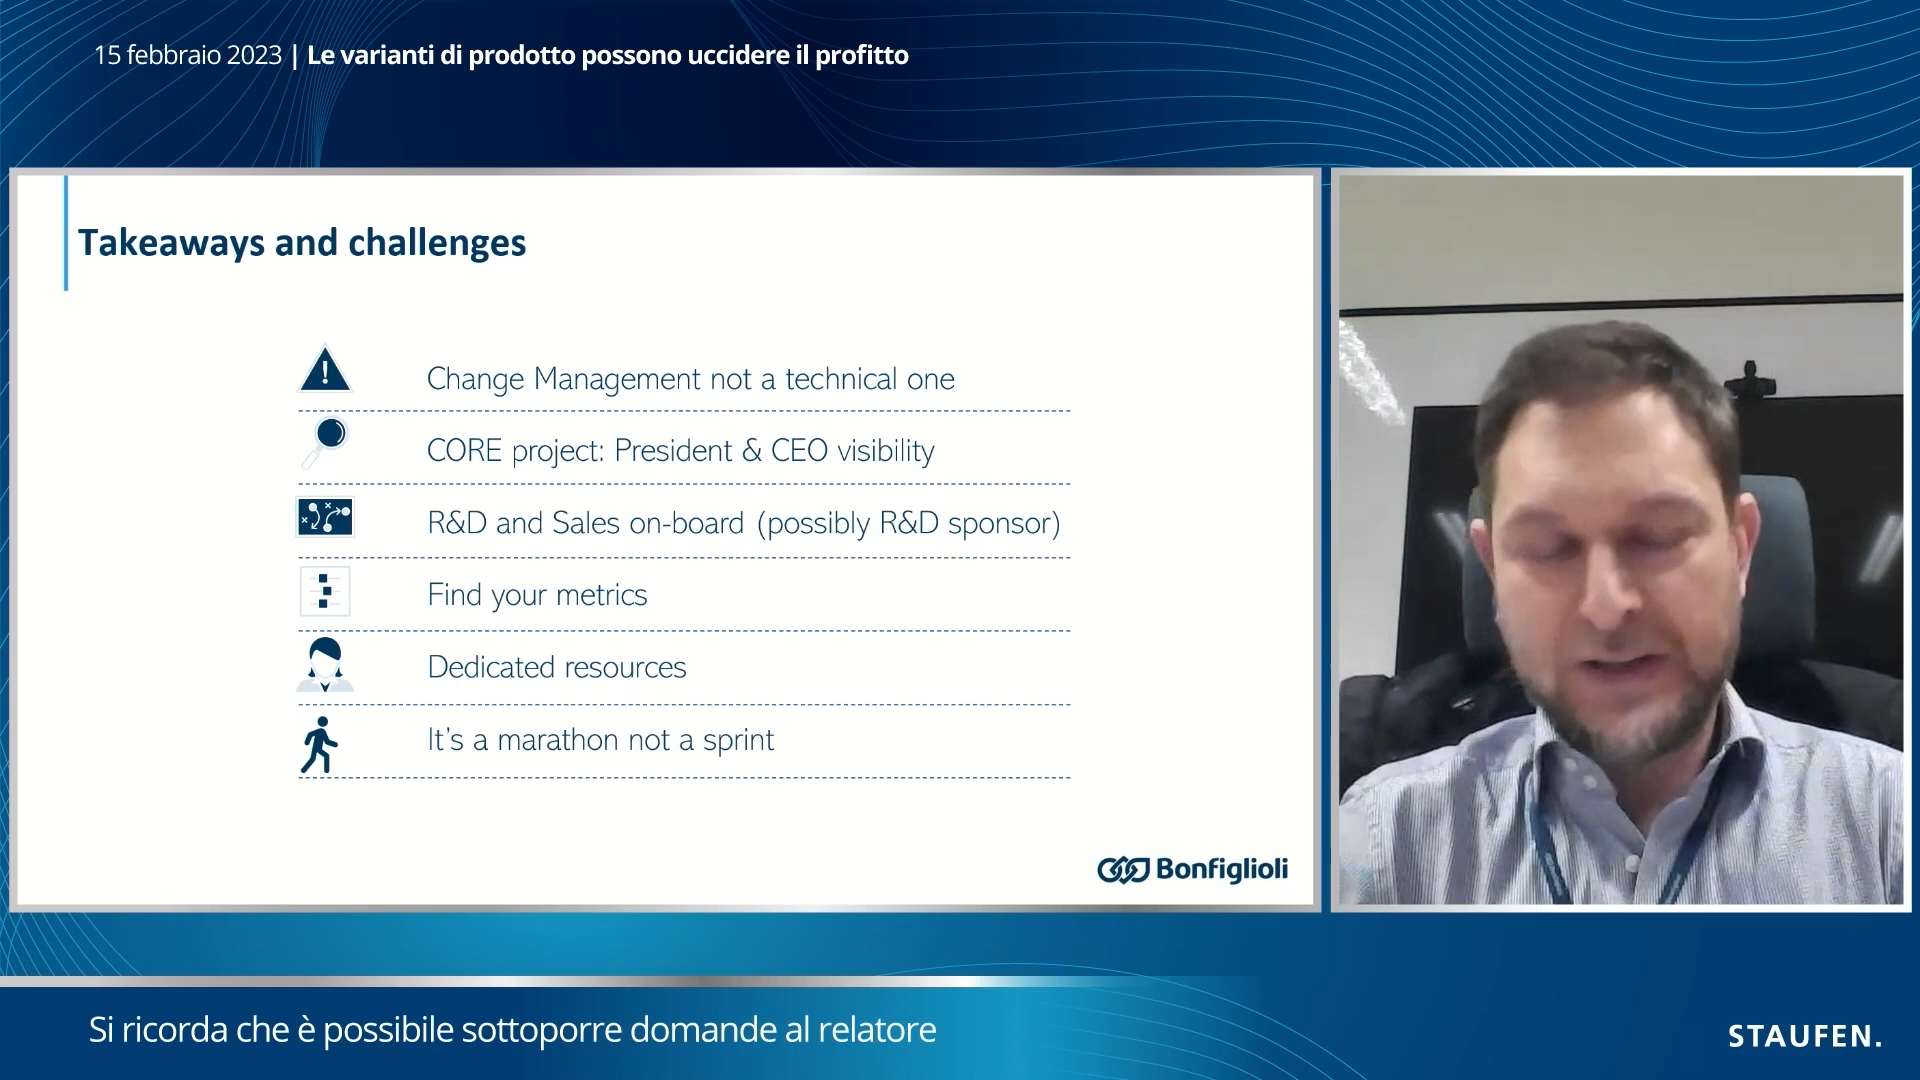 15 febbraio 2023 | Le varianti di prodotto possono uccidere il profitto
Takeaways and challenges
Change Management not a technical one
CORE project: President & CEO visibility
R&D and Sales on-board (possibly R&D sponsor)
Find your metrics
Dedicated resources
It's a marathon not a sprint
Bonfiglioli
Si ricorda che è possibile sottoporre domande al relatore
STAUFEN.